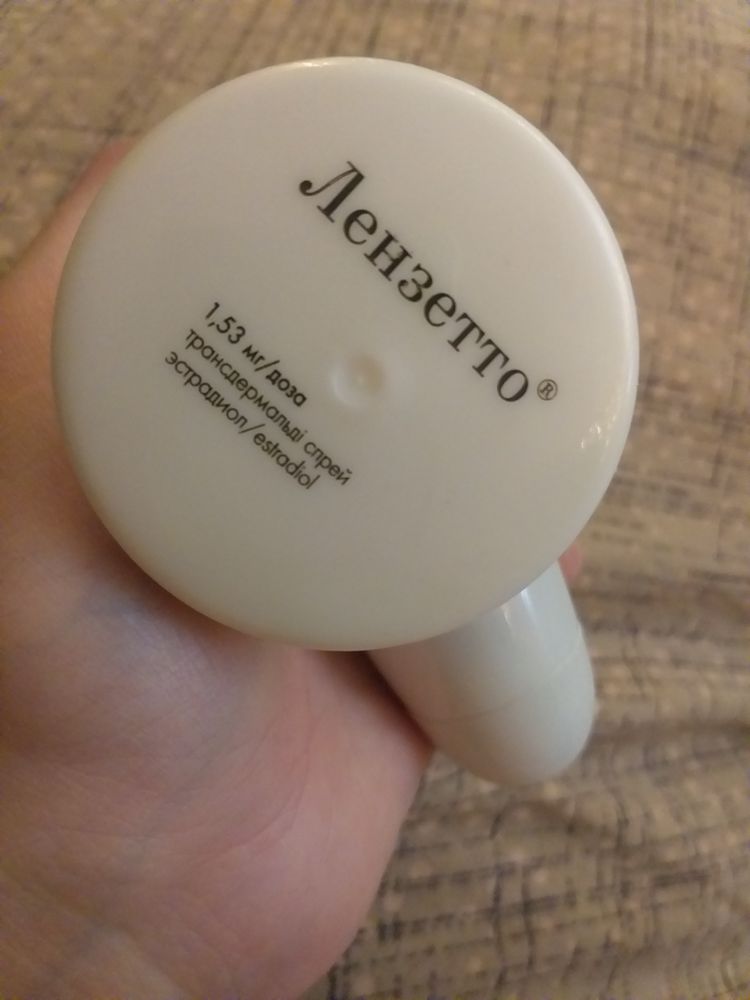 Лензетто®
1,53 мг/доза
трансдермальді спрей
эстрадиол/estradiol